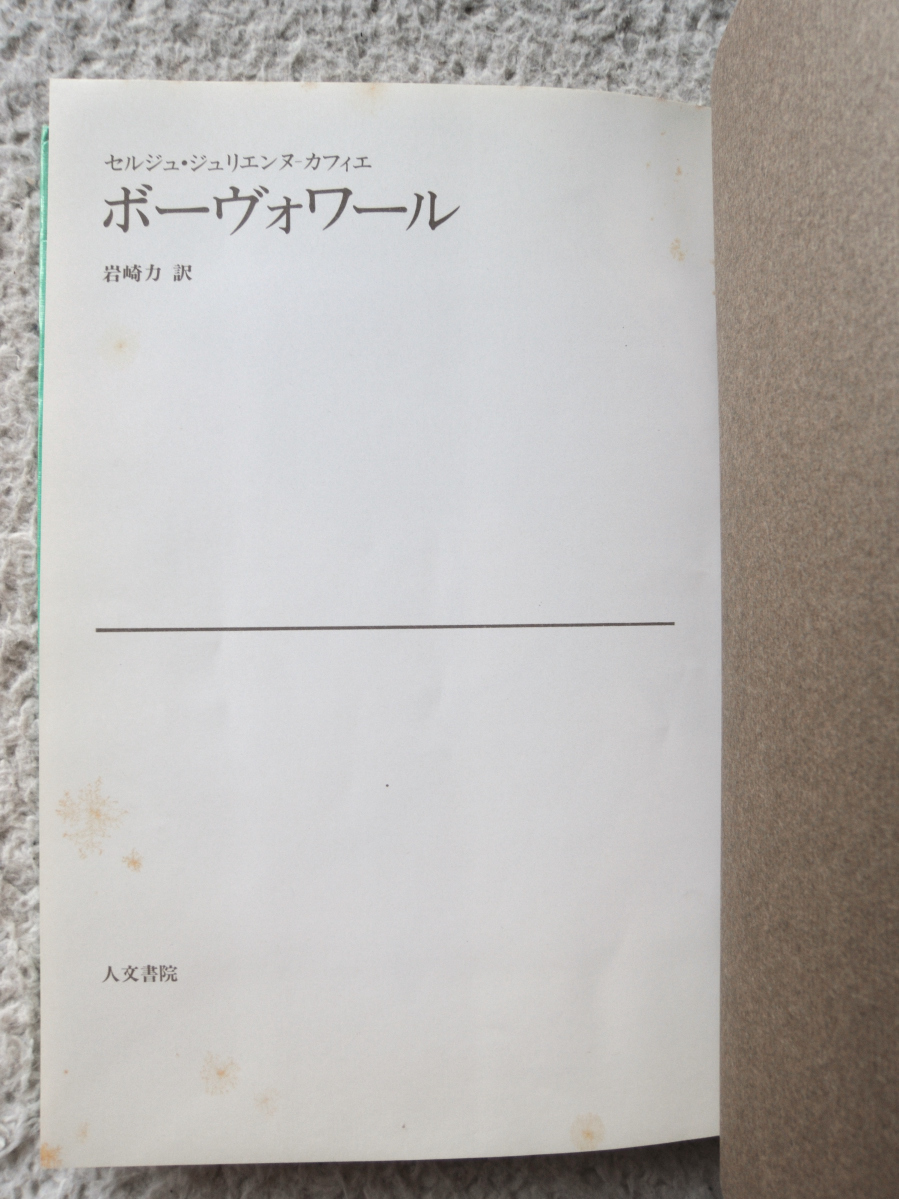 セルジュ・ジュリエンヌ-カフィエ
ボーヴォワール
岩崎力 訳
人文書院